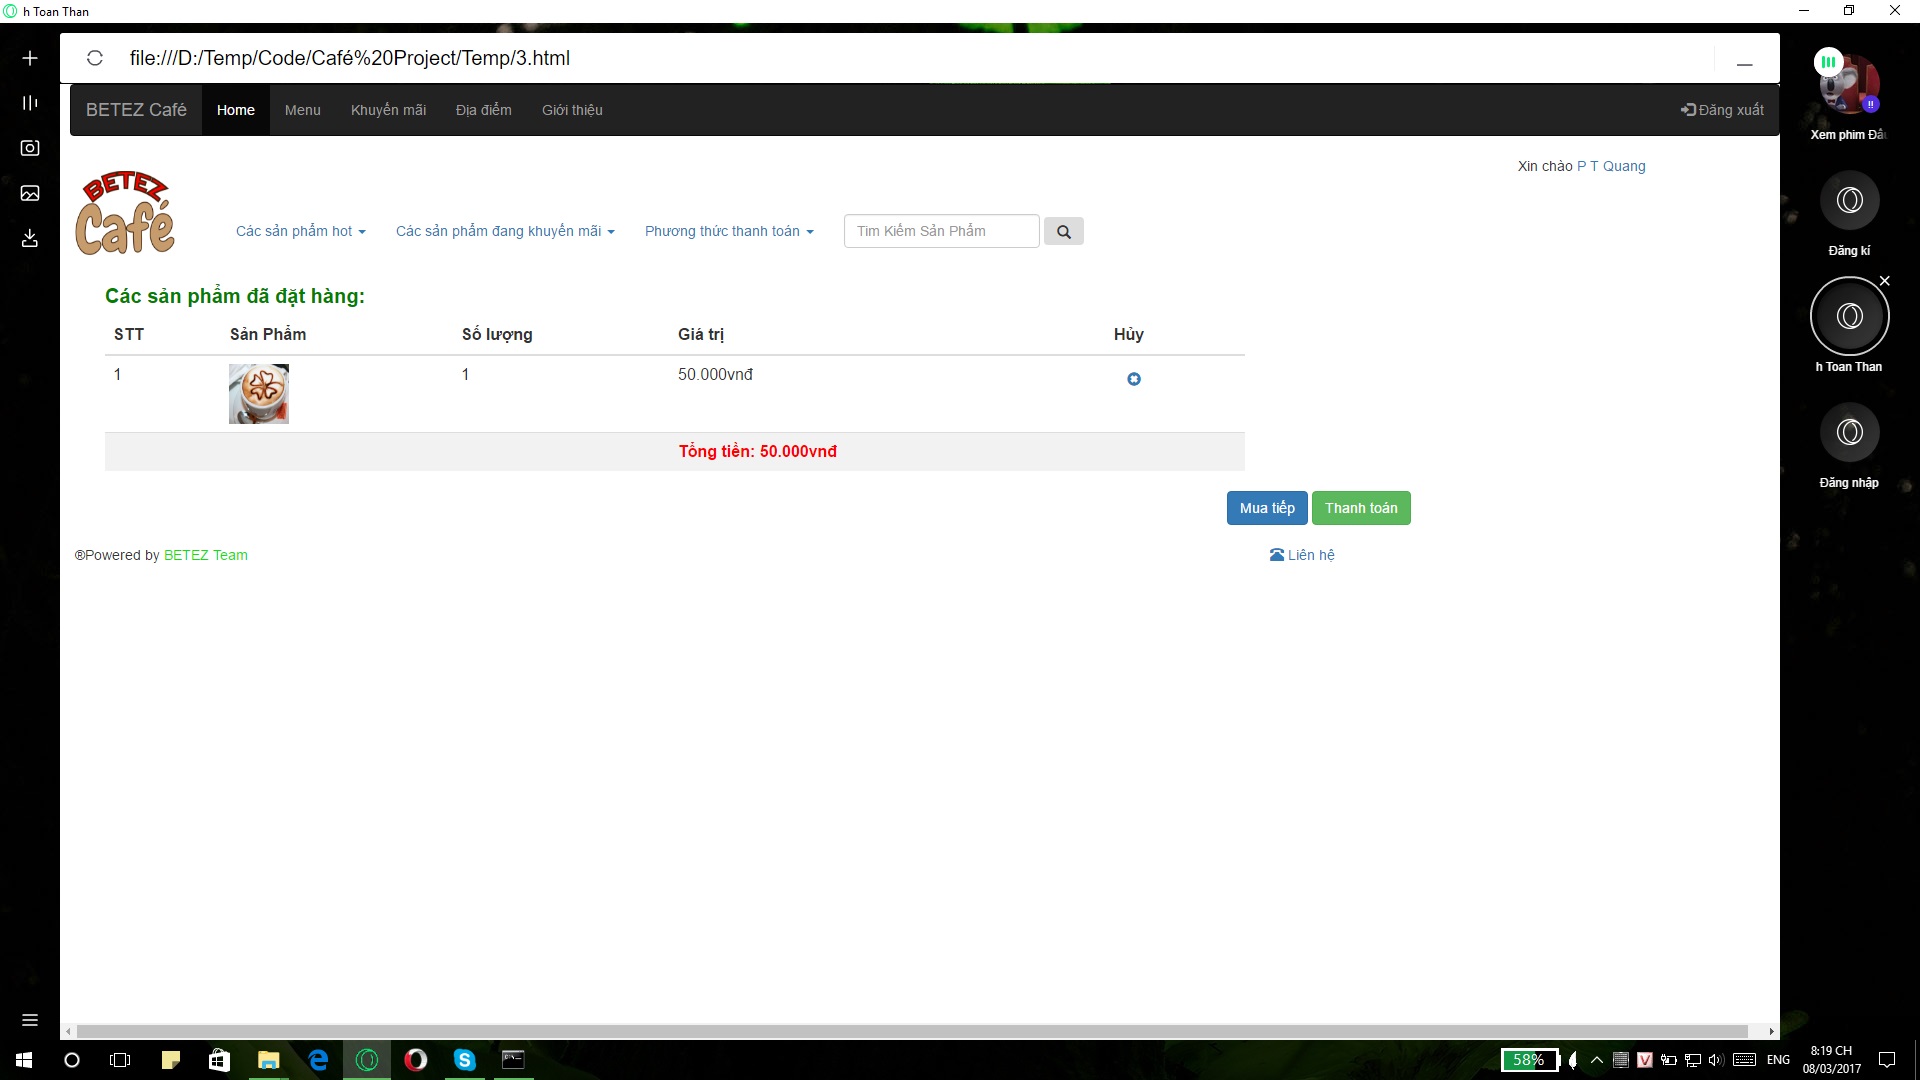 h Toan Than
file:///D:/Temp/Code/Café%20Project/Temp/3.html
BETEZ Café Home Menu Khuyến mãi Địa điểm Giới thiệu Đăng xuất
Xin chào P T Quang
BETEZ
Café
Các sản phẩm hot Các sản phẩm đang khuyến mãi Phương thức thanh toán Tìm Kiếm Sản Phẩm
Các sản phẩm đã đặt hàng:
STT Sản Phẩm Số lượng Giá trị Hủy
1 1 50.000vnđ
Tổng tiền: 50.000vnđ
Mua tiếp Thanh toán
®Powered by BETEZ Team Liên hệ
Xem phim Đấu
Đăng kí
h Toan Than
Đăng nhập
58% ENG 8:19 CH
08/03/2017